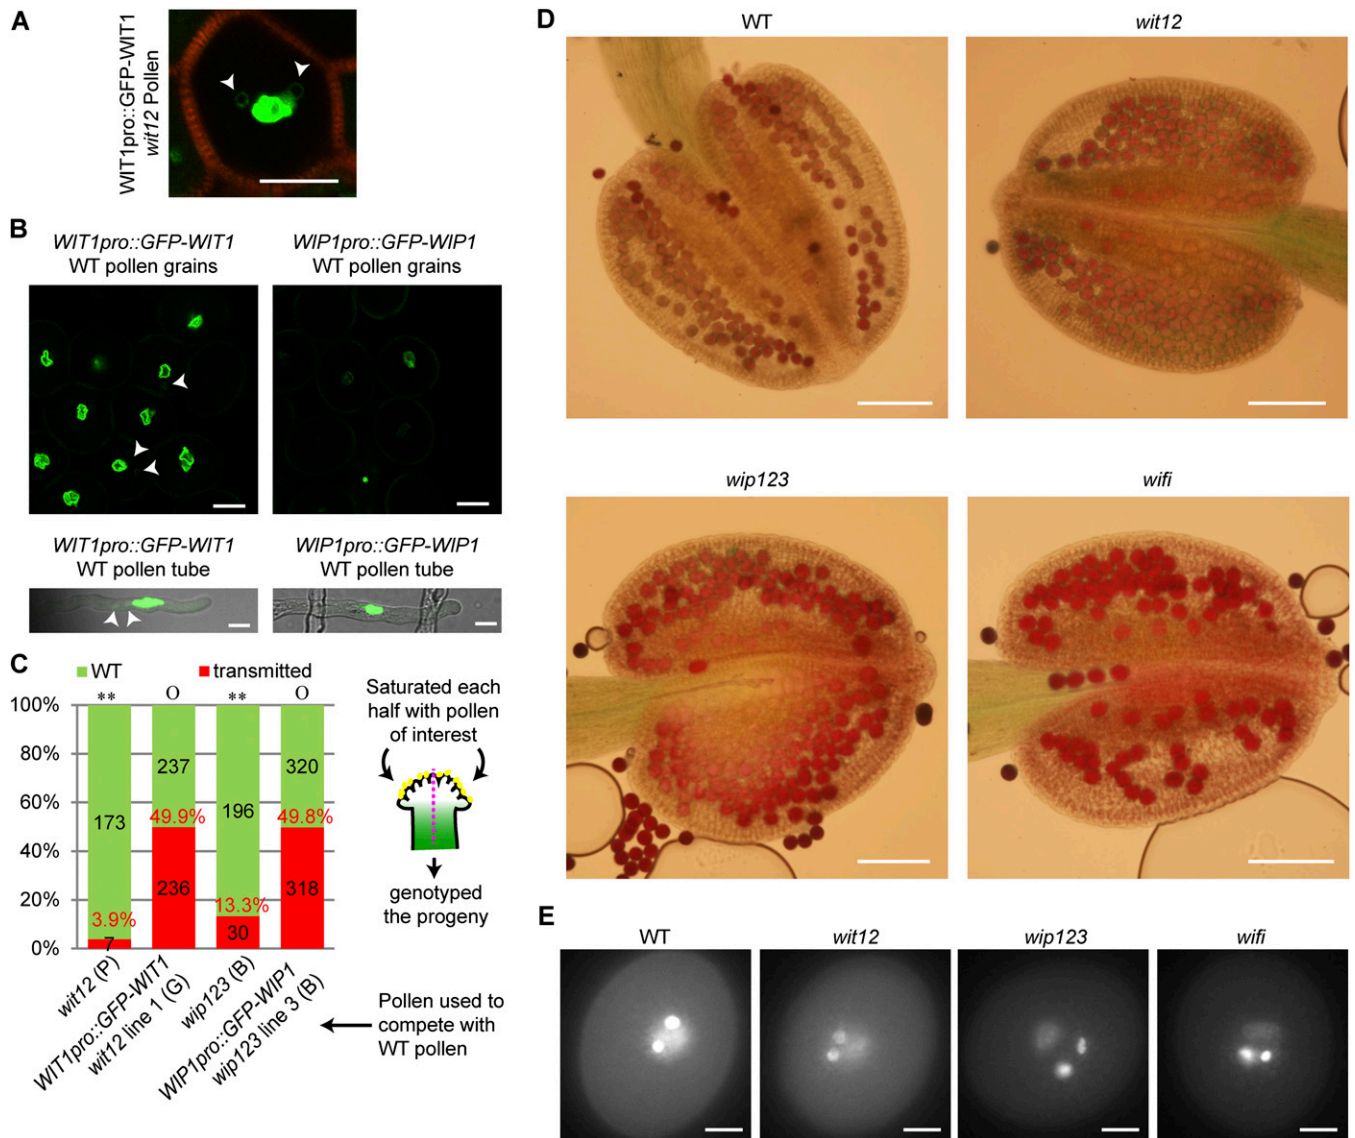 A
WIT1pro::GFP-WIT1
wit12 Pollen
B
WIT1pro::GFP-WIT1
WT pollen grains
WIP1pro::GFP-WIP1
WT pollen grains
WIT1pro::GFP-WIT1
WT pollen tube
WIP1pro::GFP-WIP1
WT pollen tube
C
WT
transmitted
** O ** O
100%
80%
60%
40%
20%
0%
173
3.9%
7
237
49.9%
236
196
13.3%
30
320
49.8%
318
wit12 (P)
WIT1pro::GFP-WIT1
wit12 line 1 (G)
wip123 (B)
WIP1pro::GFP-WIP1
wip123 line 3 (B)
Saturated each
half with pollen
of interest
genotyped
the progeny
Pollen used to
compete with
WT pollen
D
WT
wit12
wip123
wifi
E
WT
wit12
wip123
wifi